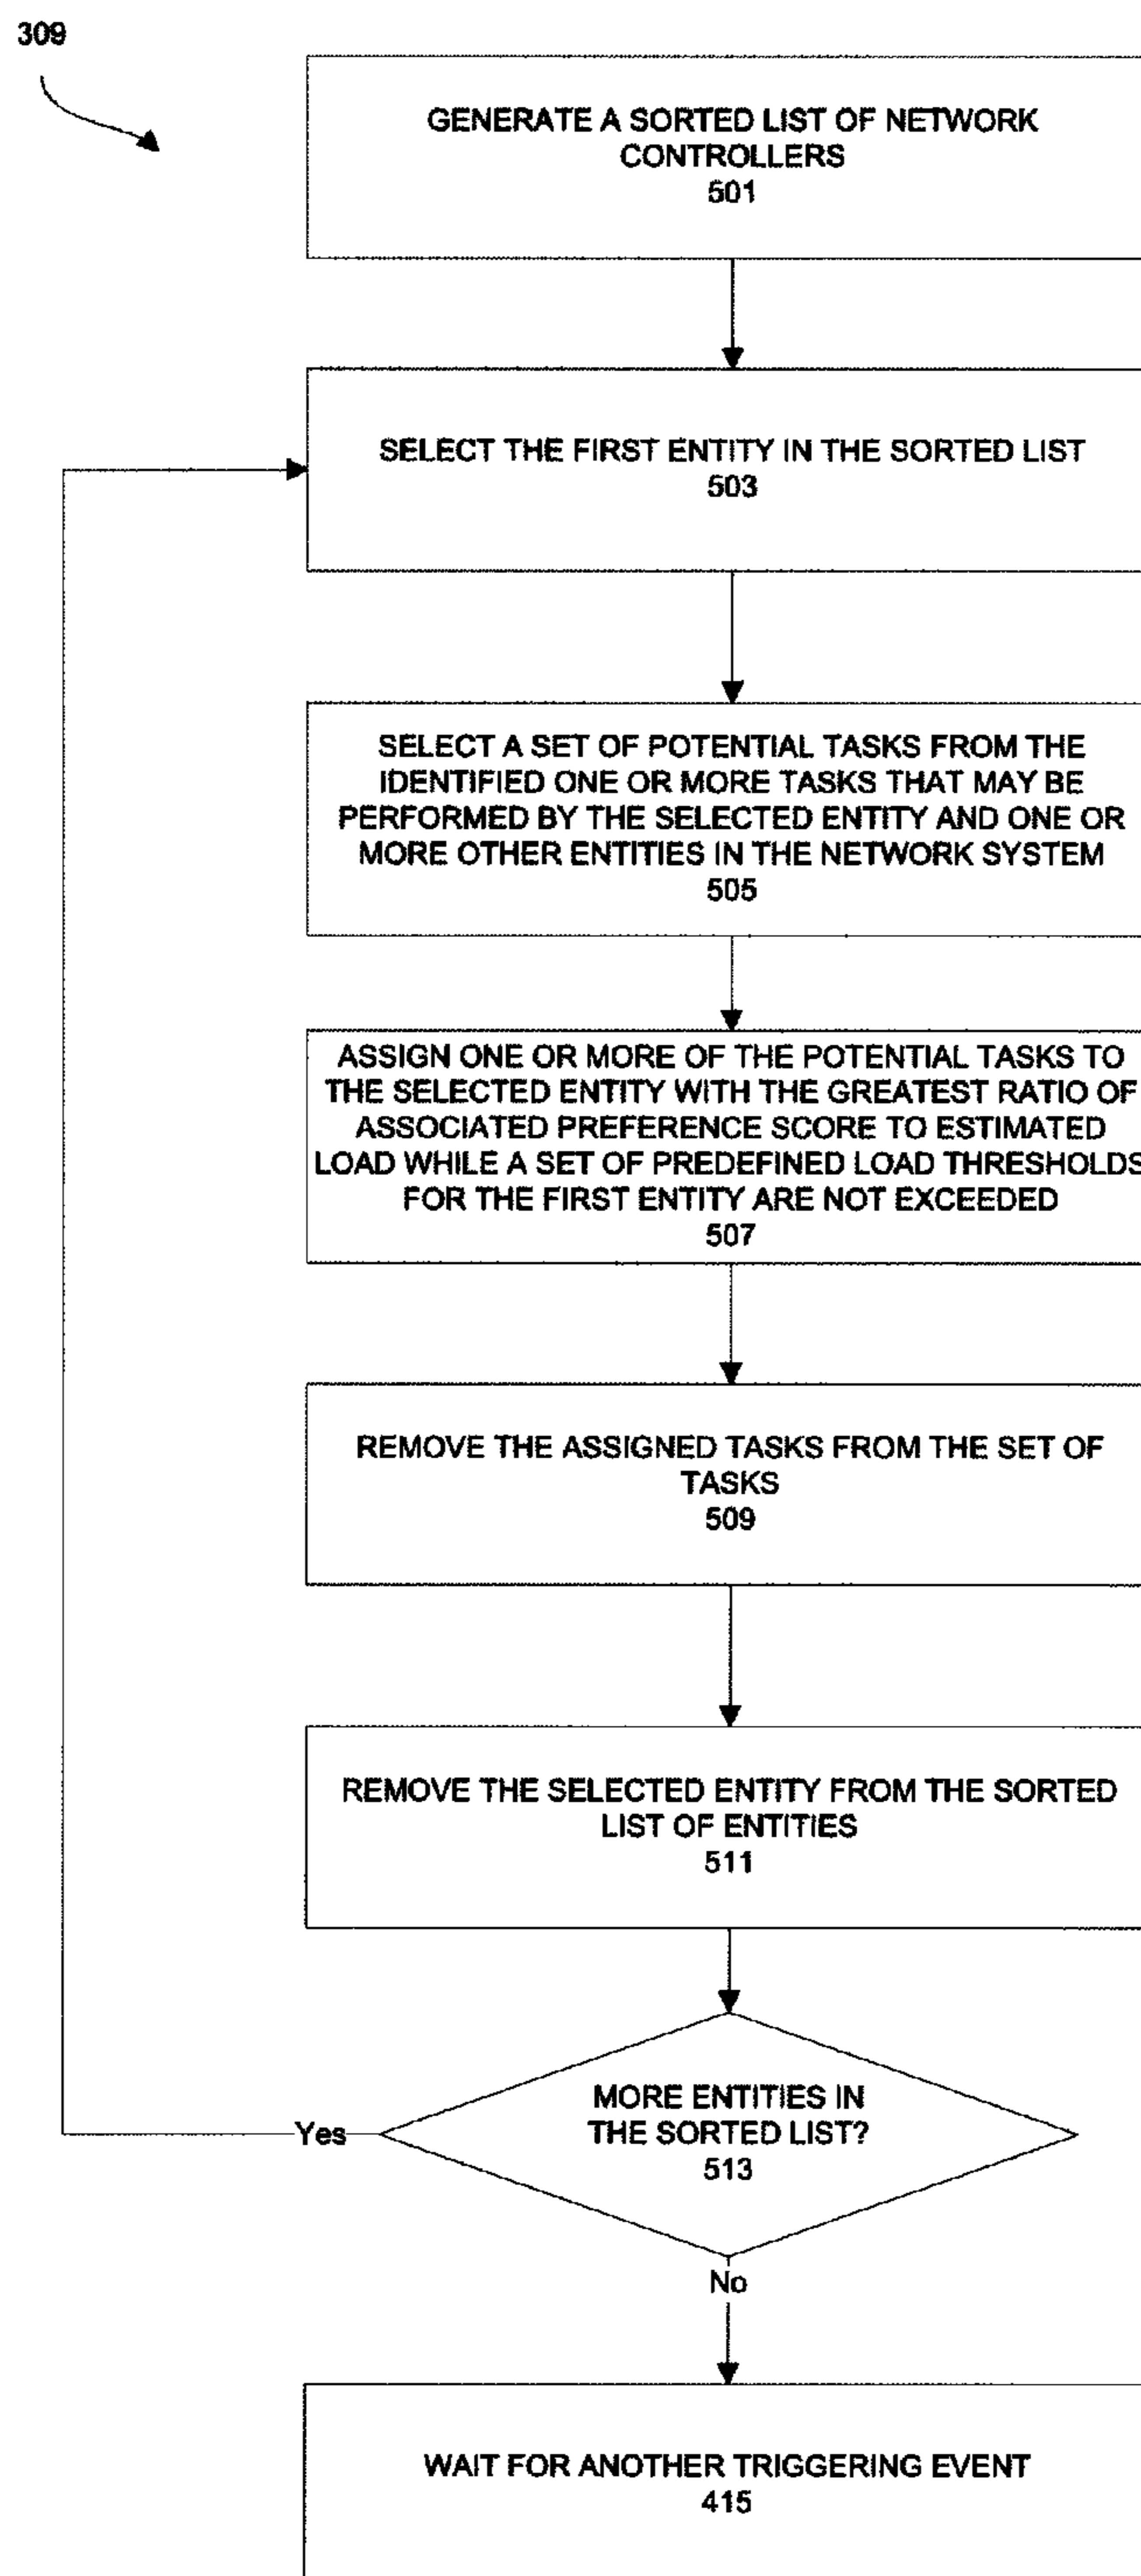 309
GENERATE A SORTED LIST OF NETWORK
CONTROLLERS
501
SELECT THE FIRST ENTITY IN THE SORTED LIST
503
SELECT A SET OF POTENTIAL TASKS FROM THE
IDENTIFIED ONE OR MORE TASKS THAT MAY BE
PERFORMED BY THE SELECTED ENTITY AND ONE OR
MORE OTHER ENTITIES IN THE NETWORK SYSTEM
505
ASSIGN ONE OR MORE OF THE POTENTIAL TASKS TO
THE SELECTED ENTITY WITH THE GREATEST RATIO OF
ASSOCIATED PREFERENCE SCORE TO ESTIMATED
LOAD WHILE A SET OF PREDEFINED LOAD THRESHOLDS
FOR THE FIRST ENTITY ARE NOT EXCEEDED
507
REMOVE THE ASSIGNED TASKS FROM THE SET OF
TASKS
509
REMOVE THE SELECTED ENTITY FROM THE SORTED
LIST OF ENTITIES
511
MORE ENTITIES IN
THE SORTED LIST?
513
Yes
No
WAIT FOR ANOTHER TRIGGERING EVENT
415